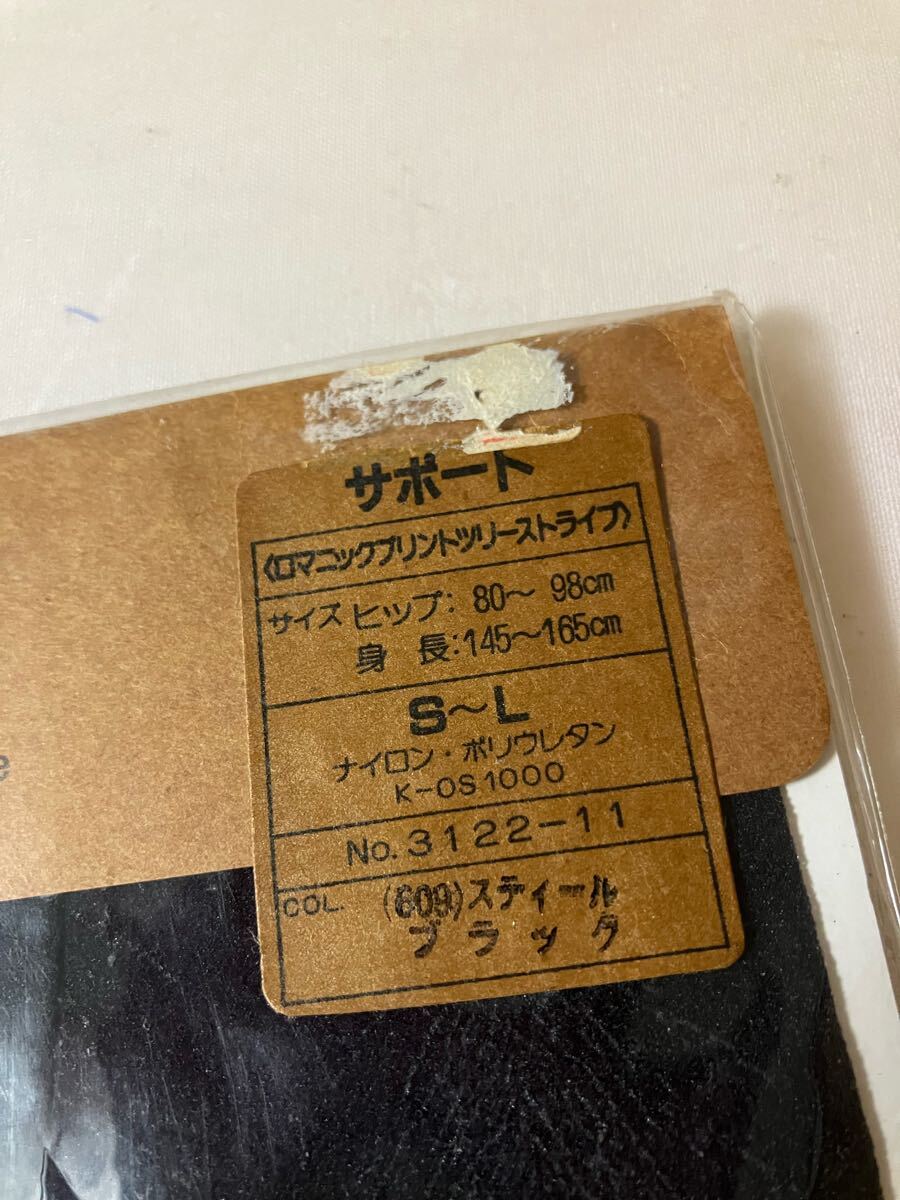 サポート
〈ロマニックプリントツリーストライプ〉
サイズ ヒップ: 80～ 98cm
身 長:145～165cm
S～L
ナイロン・ポリウレタン
K-OS1000
No. 3122-11
COL. (609)スティール
ブラック
e